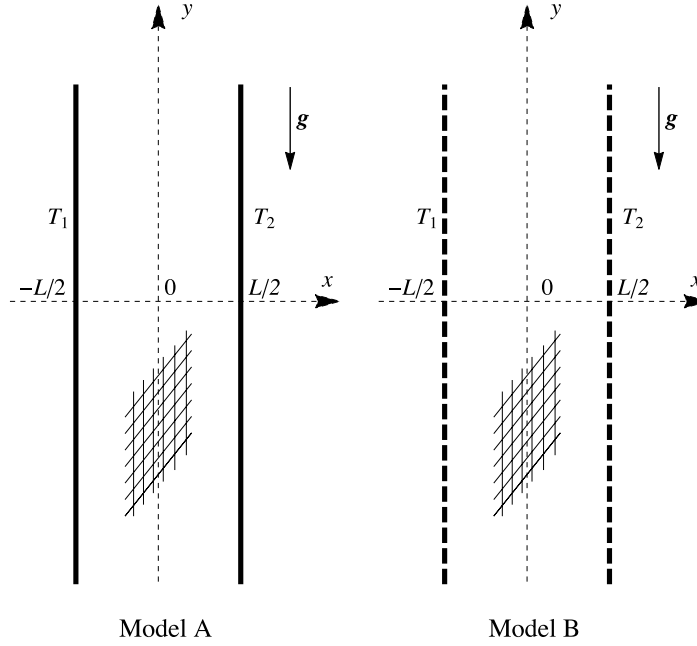 y y
g g
T₁ T₂ T₁ T₂
−L/2 0 L/2 x −L/2 0 L/2 x
Model A Model B